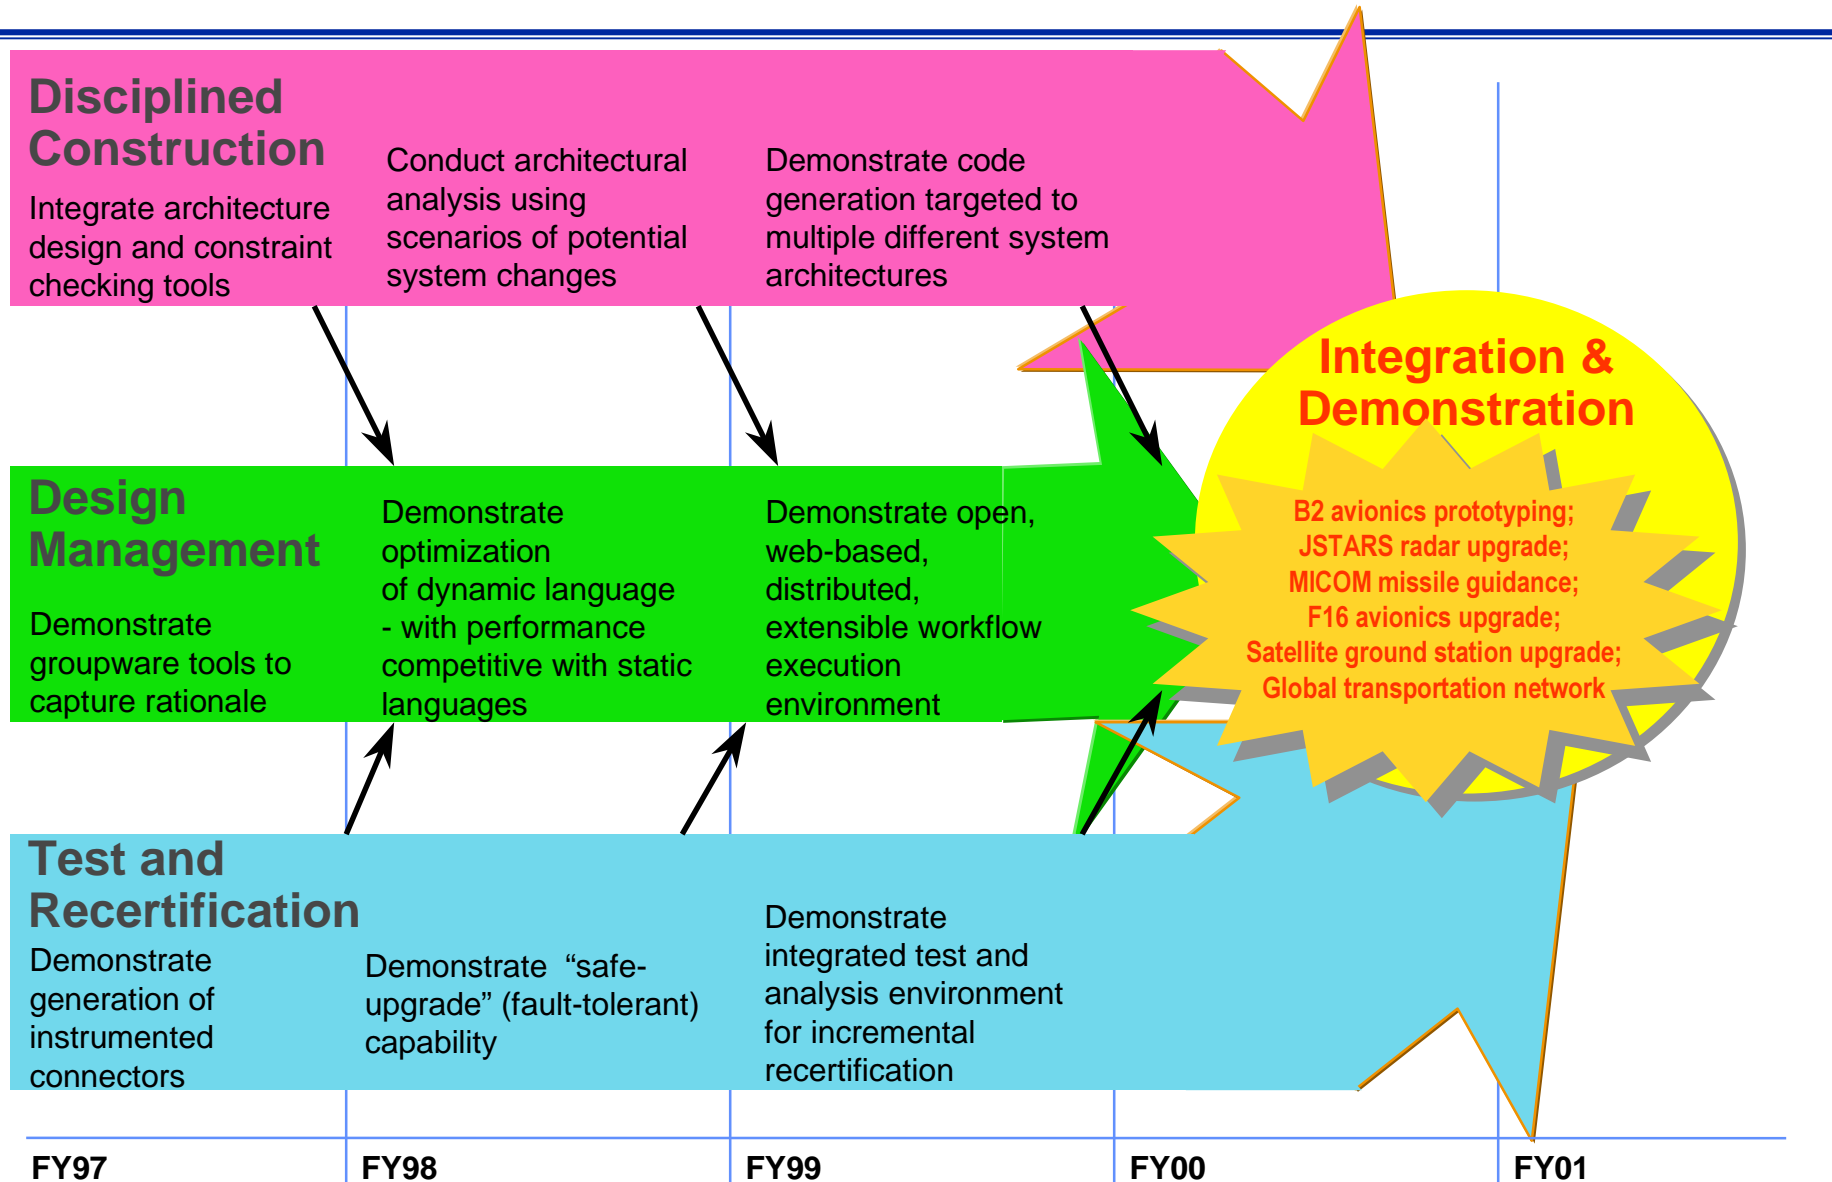 Disciplined
Construction
Integrate architecture
design and constraint
checking tools
Conduct architectural
analysis using
scenarios of potential
system changes
Demonstrate code
generation targeted to
multiple different system
architectures
Integration &
Demonstration
B2 avionics prototyping;
JSTARS radar upgrade;
MICOM missile guidance;
F16 avionics upgrade;
Satellite ground station upgrade;
Global transportation network
Design
Management
Demonstrate
groupware tools to
capture rationale
Demonstrate
optimization
of dynamic language
- with performance
competitive with static
languages
Demonstrate open,
web-based,
distributed,
extensible workflow
execution
environment
Test and
Recertification
Demonstrate
generation of
instrumented
connectors
Demonstrate “safe-
upgrade” (fault-tolerant)
capability
Demonstrate
integrated test and
analysis environment
for incremental
recertification
FY97
FY98
FY99
FY00
FY01